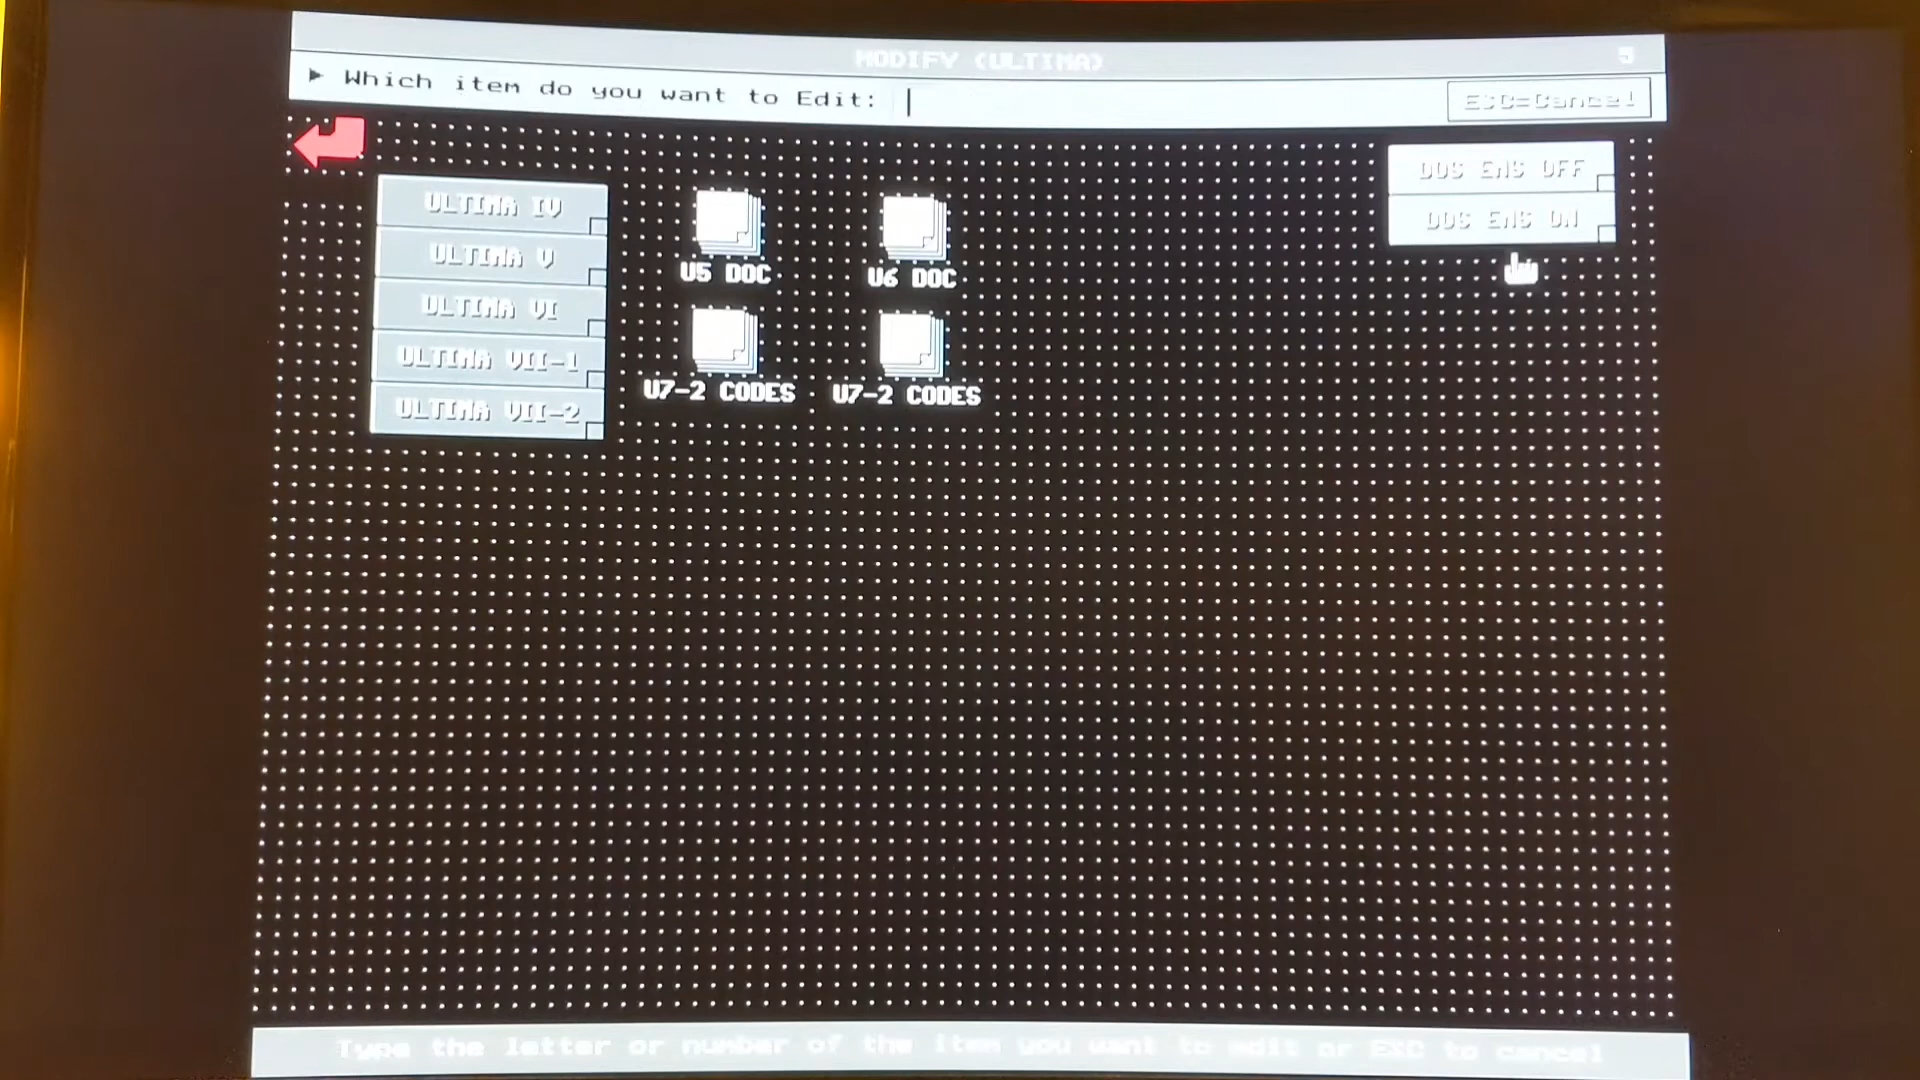 MODIFY (ULTIMA) 5
► Which item do you want to Edit:
ESC=Cancel
DOS EMS OFF
DOS EMS ON
ULTIMA IV
ULTIMA V
ULTIMA VI
ULTIMA VII-1
ULTIMA VII-2
U5 DOC
U6 DOC
U7-2 CODES
U7-2 CODES
Type the letter or number of the item you want to edit or ESC to cancel